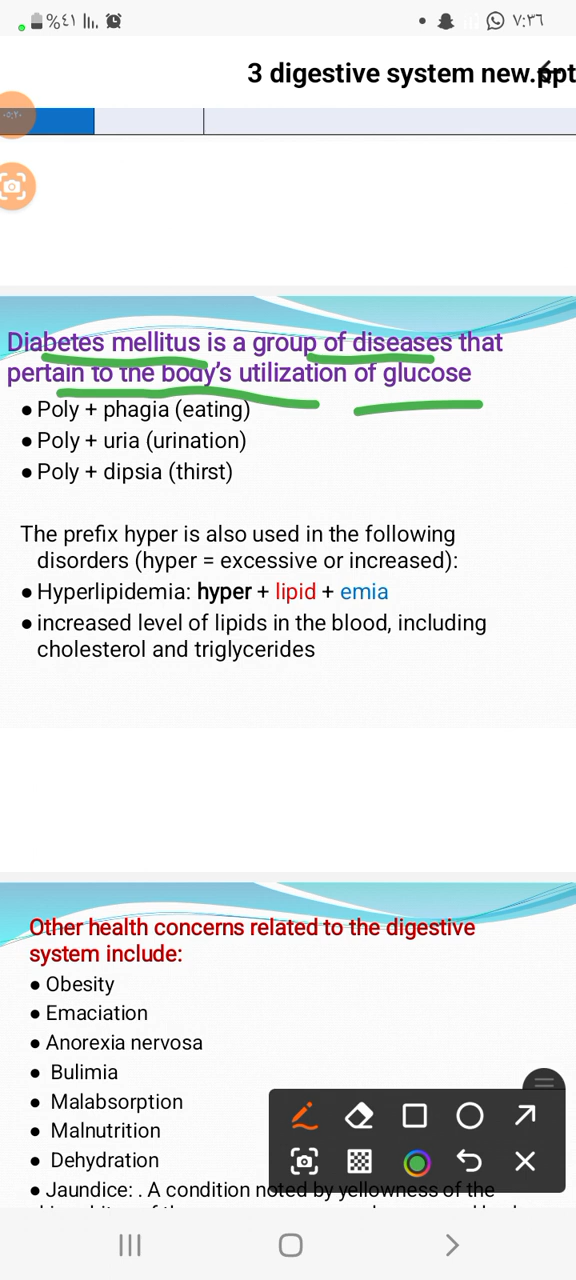 %٤١ ٧:٣٦
3 digestive system new.ppt
Diabetes mellitus is a group of diseases that
pertain to the body's utilization of glucose
● Poly + phagia (eating)
● Poly + uria (urination)
● Poly + dipsia (thirst)
The prefix hyper is also used in the following
disorders (hyper = excessive or increased):
● Hyperlipidemia: hyper + lipid + emia
● increased level of lipids in the blood, including
cholesterol and triglycerides
Other health concerns related to the digestive
system include:
● Obesity
● Emaciation
● Anorexia nervosa
● Bulimia
● Malabsorption
● Malnutrition
● Dehydration
● Jaundice: . A condition noted by yellowness of the